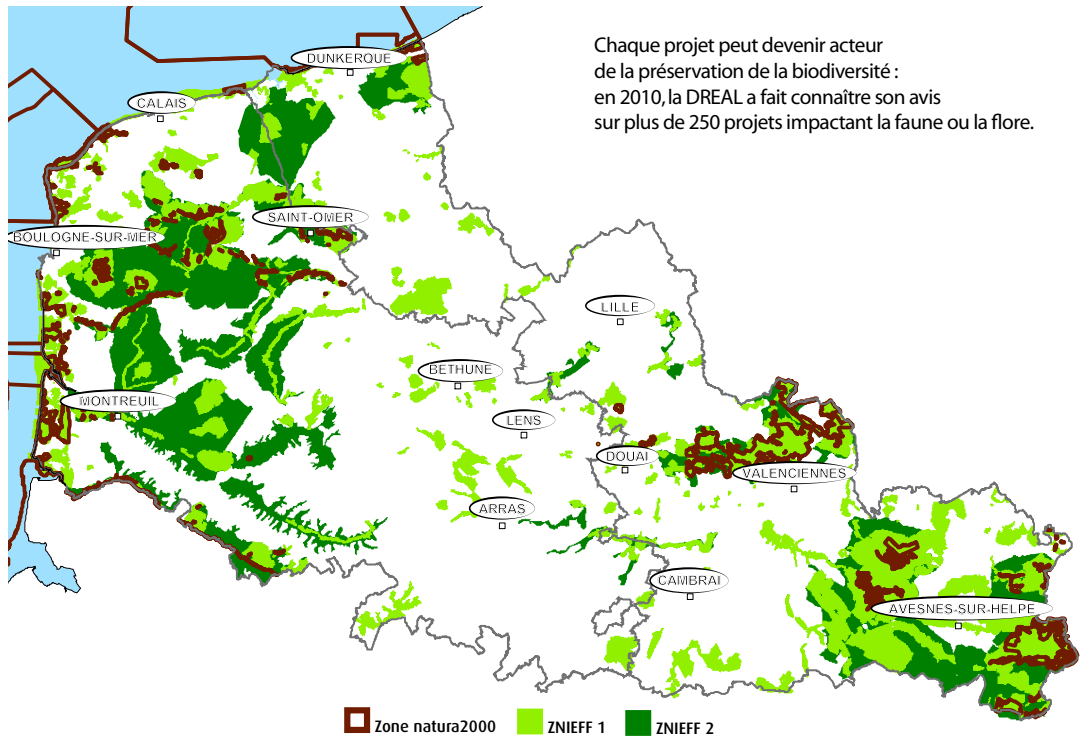 Chaque projet peut devenir acteur
de la préservation de la biodiversité :
en 2010, la DREAL a fait connaître son avis
sur plus de 250 projets impactant la faune ou la flore.
DUNKERQUE
CALAIS
SAINT-OMER
BOULOGNE-SUR-MER
LILLE
BETHUNE
MONTREUIL
LENS
DOUAI
VALENCIENNES
ARRAS
CAMBRAI
AVESNES-SUR-HELPE
Zone natura2000 ZNIEFF 1 ZNIEFF 2